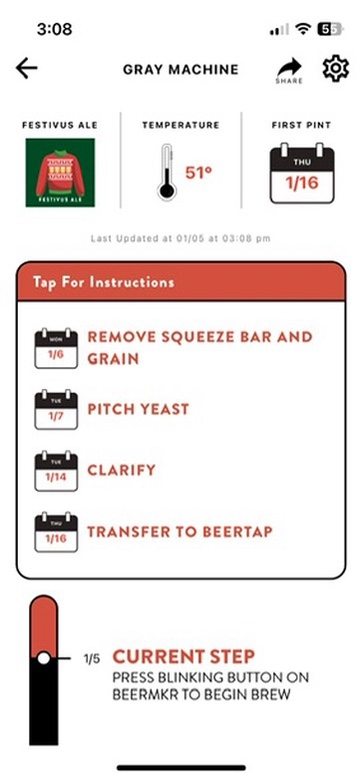 3:08
55
GRAY MACHINE
SHARE
FESTIVUS ALE
TEMPERATURE
FIRST PINT
FESTIVUS ALE
51°
THU
1/16
Last Updated at 01/05 at 03:08 pm
Tap For Instructions
MON
1/6
REMOVE SQUEEZE BAR AND
GRAIN
TUE
1/7
PITCH YEAST
TUE
1/14
CLARIFY
THU
1/16
TRANSFER TO BEERTAP
1/5
CURRENT STEP
PRESS BLINKING BUTTON ON
BEERMKR TO BEGIN BREW